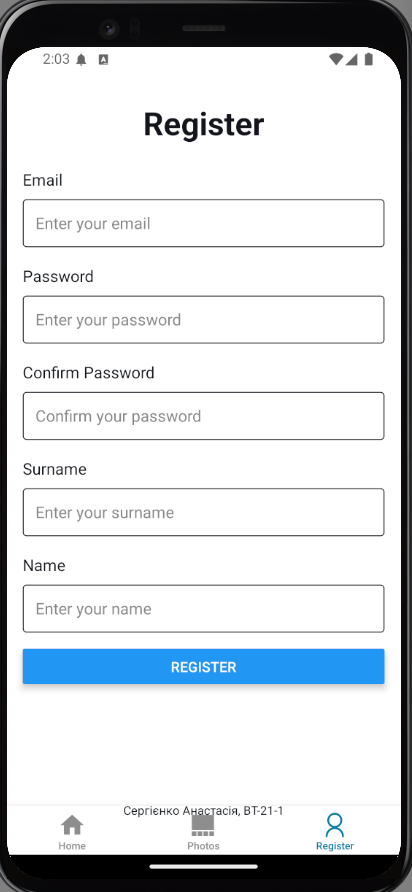 2:03
Register
Email
Enter your email
Password
Enter your password
Confirm Password
Confirm your password
Surname
Enter your surname
Name
Enter your name
REGISTER
Сергієнко Анастасія, ВТ-21-1
Home Photos Register